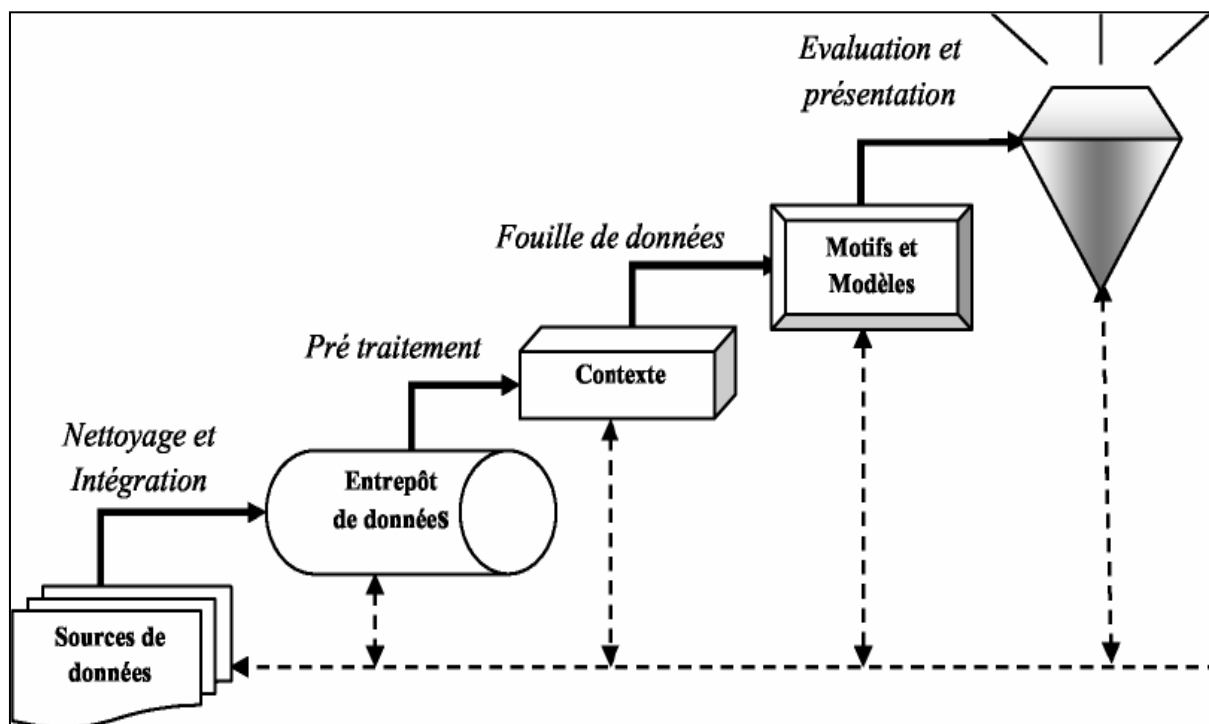 Evaluation et
présentation
Fouille de données
Motifs et
Modèles
Pré traitement
Contexte
Nettoyage et
Intégration
Entrepôt
de données
Sources de
données